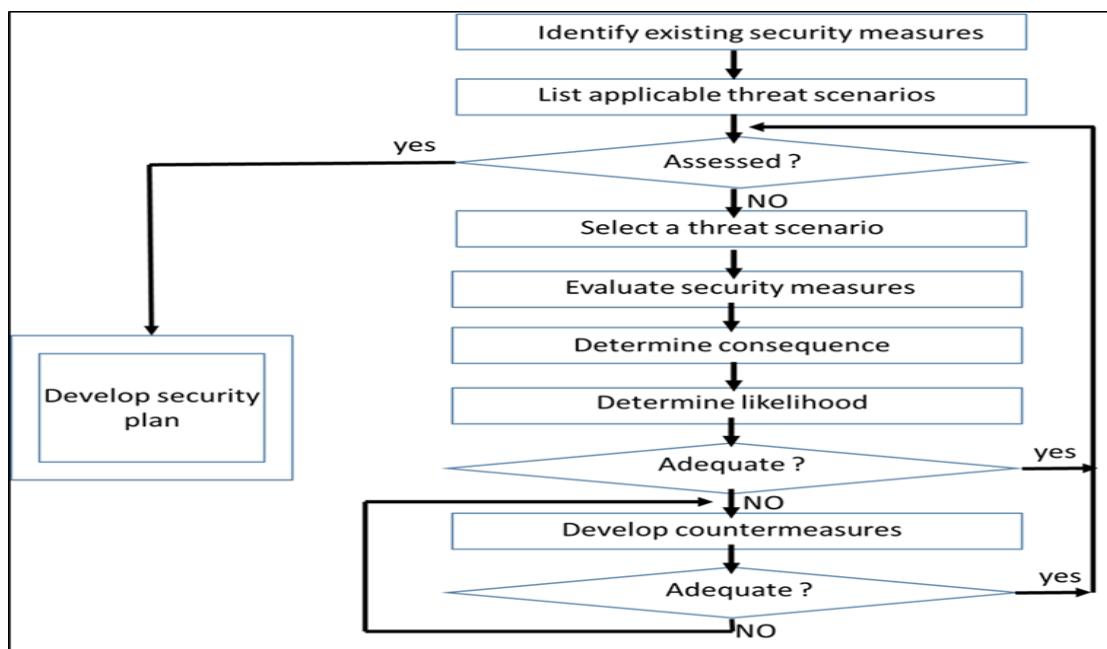 Identify existing security measures
List applicable threat scenarios
yes
Assessed ?
NO
Select a threat scenario
Evaluate security measures
Determine consequence
Develop security
plan
Determine likelihood
Adequate ?
yes
NO
Develop countermeasures
Adequate ?
yes
NO